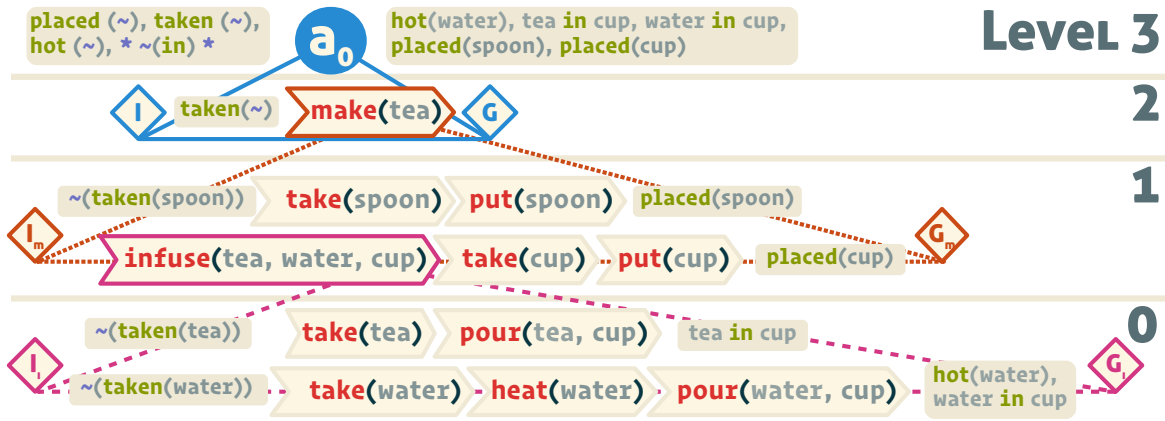 placed (~), taken (~),
hot (~), * ~(in) *
a₀
hot(water), tea in cup, water in cup,
placed(spoon), placed(cup)
Level 3
I
taken(~)
make(tea)
G
2
~(taken(spoon))
take(spoon)
put(spoon)
placed(spoon)
1
Iₘ
infuse(tea, water, cup)
take(cup)
put(cup)
placed(cup)
Gₘ
~(taken(tea))
take(tea)
pour(tea, cup)
tea in cup
0
Iᵢ
~(taken(water))
take(water)
heat(water)
pour(water, cup)
hot(water),
water in cup
Gᵢ